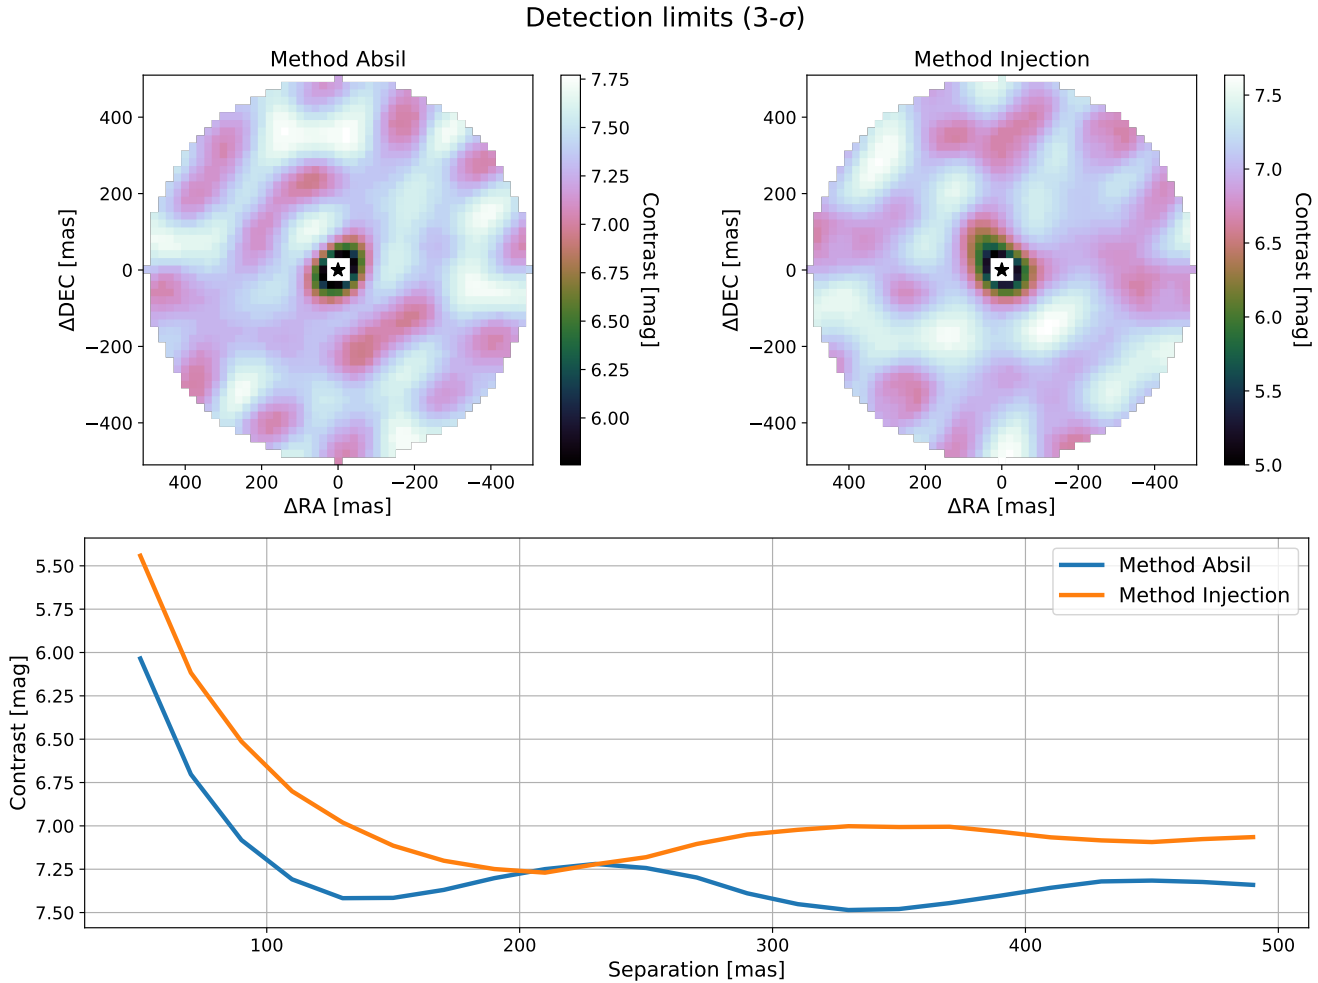 Detection limits (3-σ)
Method Absil
400
200
0
−200
−400
ΔDEC [mas]
400 200 0 −200 −400
ΔRA [mas]
7.75
7.50
7.25
7.00
6.75
6.50
6.25
6.00
Contrast [mag]
Method Injection
400
200
0
−200
−400
ΔDEC [mas]
400 200 0 −200 −400
ΔRA [mas]
7.5
7.0
6.5
6.0
5.5
5.0
Contrast [mag]
5.50
5.75
6.00
6.25
6.50
6.75
7.00
7.25
7.50
Contrast [mag]
Method Absil
Method Injection
100 200 300 400 500
Separation [mas]